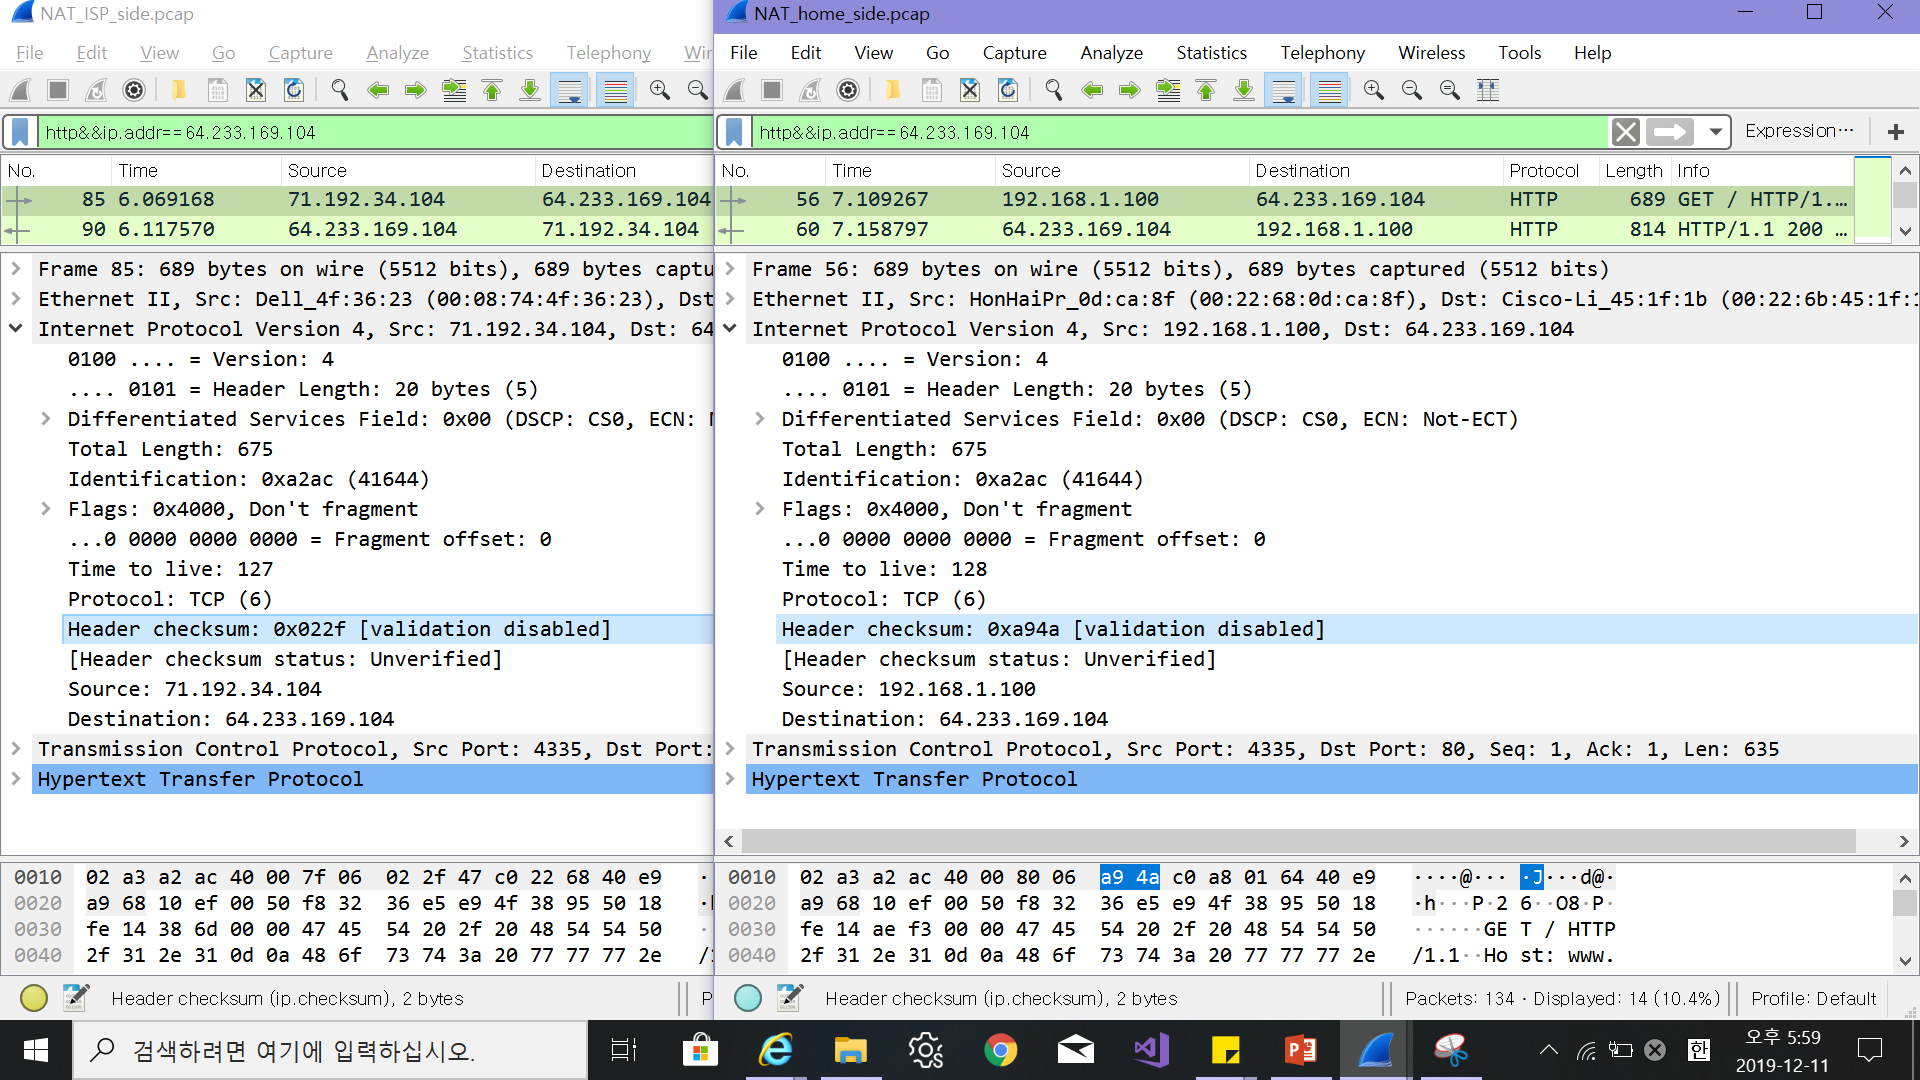 NAT_ISP_side.pcap
File Edit View Go Capture Analyze Statistics Telephony Wir
http&&ip.addr==64.233.169.104
No. Time Source Destination
85 6.069168 71.192.34.104 64.233.169.104
90 6.117570 64.233.169.104 71.192.34.104
Frame 85: 689 bytes on wire (5512 bits), 689 bytes captu
Ethernet II, Src: Dell_4f:36:23 (00:08:74:4f:36:23), Dst
Internet Protocol Version 4, Src: 71.192.34.104, Dst: 64
0100 .... = Version: 4
.... 0101 = Header Length: 20 bytes (5)
Differentiated Services Field: 0x00 (DSCP: CS0, ECN: N
Total Length: 675
Identification: 0xa2ac (41644)
Flags: 0x4000, Don't fragment
...0 0000 0000 0000 = Fragment offset: 0
Time to live: 127
Protocol: TCP (6)
Header checksum: 0x022f [validation disabled]
[Header checksum status: Unverified]
Source: 71.192.34.104
Destination: 64.233.169.104
Transmission Control Protocol, Src Port: 4335, Dst Port:
Hypertext Transfer Protocol
0010 02 a3 a2 ac 40 00 7f 06 02 2f 47 c0 22 68 40 e9 ·
0020 a9 68 10 ef 00 50 f8 32 36 e5 e9 4f 38 95 50 18 ·h
0030 fe 14 38 6d 00 00 47 45 54 20 2f 20 48 54 54 50 ·
0040 2f 31 2e 31 0d 0a 48 6f 73 74 3a 20 77 77 77 2e /1
Header checksum (ip.checksum), 2 bytes P
NAT_home_side.pcap
File Edit View Go Capture Analyze Statistics Telephony Wireless Tools Help
http&&ip.addr==64.233.169.104 Expression… +
No. Time Source Destination Protocol Length Info
56 7.109267 192.168.1.100 64.233.169.104 HTTP 689 GET / HTTP/1.…
60 7.158797 64.233.169.104 192.168.1.100 HTTP 814 HTTP/1.1 200 …
Frame 56: 689 bytes on wire (5512 bits), 689 bytes captured (5512 bits)
Ethernet II, Src: HonHaiPr_0d:ca:8f (00:22:68:0d:ca:8f), Dst: Cisco-Li_45:1f:1b (00:22:6b:45:1f:1
Internet Protocol Version 4, Src: 192.168.1.100, Dst: 64.233.169.104
0100 .... = Version: 4
.... 0101 = Header Length: 20 bytes (5)
Differentiated Services Field: 0x00 (DSCP: CS0, ECN: Not-ECT)
Total Length: 675
Identification: 0xa2ac (41644)
Flags: 0x4000, Don't fragment
...0 0000 0000 0000 = Fragment offset: 0
Time to live: 128
Protocol: TCP (6)
Header checksum: 0xa94a [validation disabled]
[Header checksum status: Unverified]
Source: 192.168.1.100
Destination: 64.233.169.104
Transmission Control Protocol, Src Port: 4335, Dst Port: 80, Seq: 1, Ack: 1, Len: 635
Hypertext Transfer Protocol
0010 02 a3 a2 ac 40 00 80 06 a9 4a c0 a8 01 64 40 e9 ····@··· ·J···d@·
0020 a9 68 10 ef 00 50 f8 32 36 e5 e9 4f 38 95 50 18 ·h···P·2 6··O8·P·
0030 fe 14 ae f3 00 00 47 45 54 20 2f 20 48 54 54 50 ······GE T / HTTP
0040 2f 31 2e 31 0d 0a 48 6f 73 74 3a 20 77 77 77 2e /1.1··Ho st: www.
Header checksum (ip.checksum), 2 bytes Packets: 134 · Displayed: 14 (10.4%) Profile: Default
검색하려면 여기에 입력하십시오. 한 오후 5:59
2019-12-11